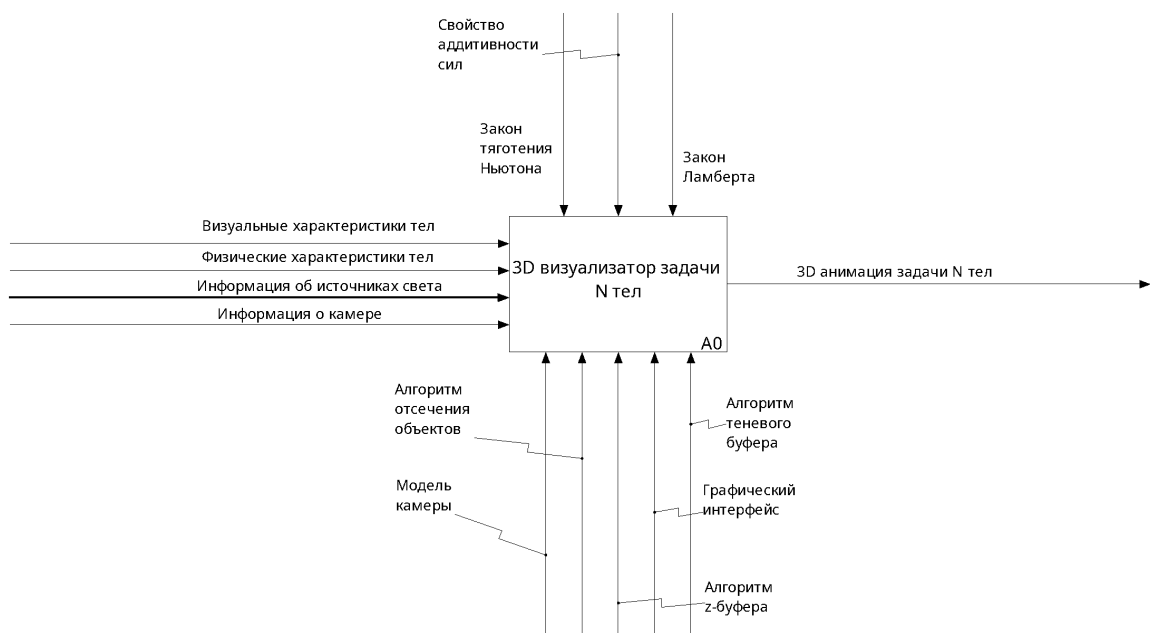 Свойство
аддитивности
сил
Закон
тяготения
Ньютона
Закон
Ламберта
Визуальные характеристики тел
Физические характеристики тел
Информация об источниках света
Информация о камере
3D визуализатор задачи
N тел
A0
3D анимация задачи N тел
Алгоритм
отсечения
объектов
Модель
камеры
Алгоритм
теневого
буфера
Графический
интерфейс
Алгоритм
z-буфера